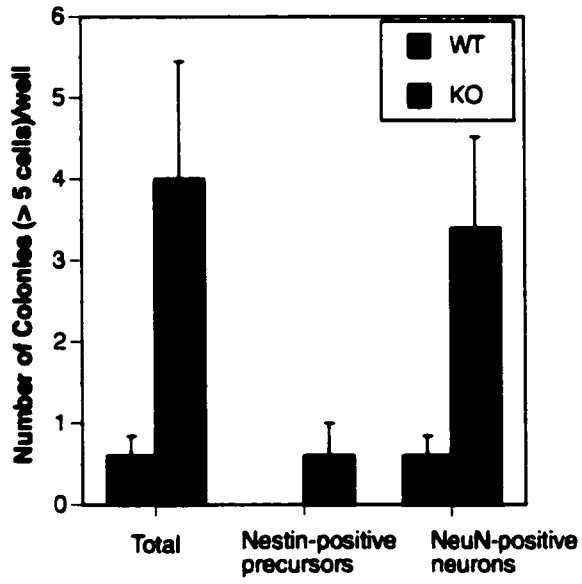 Number of Colonies (> 5 cells)/well
6
5
4
3
2
1
0
WT
KO
Total
Nestin-positive
precursors
NeuN-positive
neurons